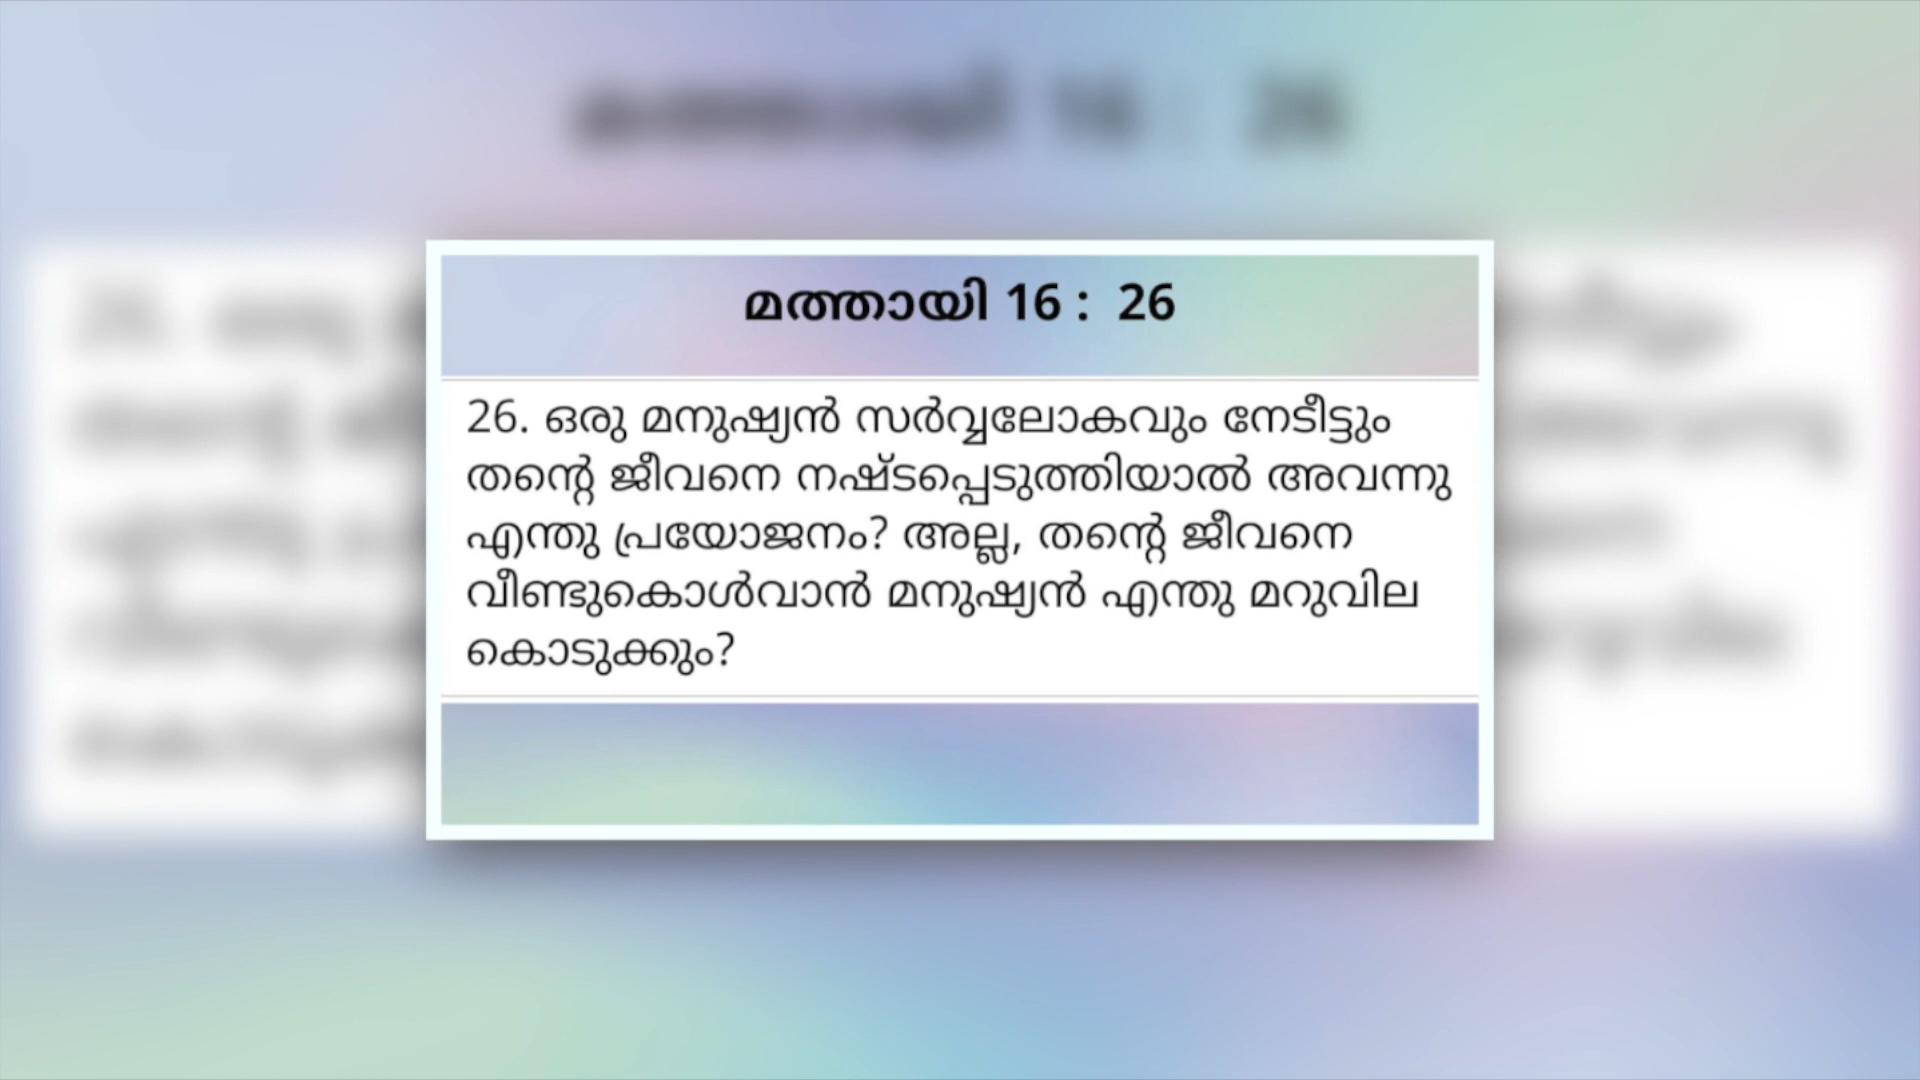 മത്തായി 16 : 26
26. ഒരു മനുഷ്യൻ സർവ്വലോകവും നേടീട്ടും
തന്റെ ജീവനെ നഷ്ടപ്പെടുത്തിയാൽ അവന്നു
എന്തു പ്രയോജനം? അല്ല, തന്റെ ജീവനെ
വീണ്ടുകൊൾവാൻ മനുഷ്യൻ എന്തു മറുവില
കൊടുക്കും?